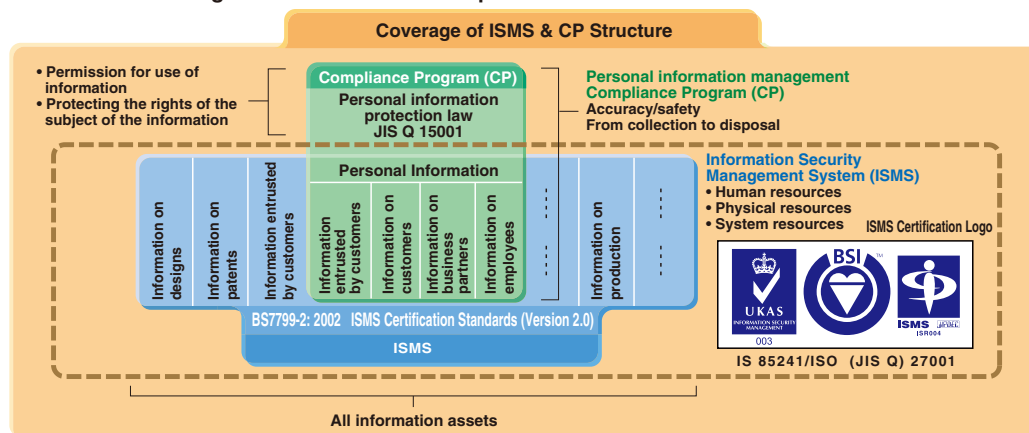 Coverage of ISMS & CP Structure
• Permission for use of
information
• Protecting the rights of the
subject of the information
Compliance Program (CP)
Personal information
protection law
JIS Q 15001
Personal information management
Compliance Program (CP)
Accuracy/safety
From collection to disposal
Personal Information
Information on
designs
Information on
patents
Information entrusted
by customers
Information
entrusted
by customers
Information on
customers
Information on
business
partners
Information on
employees
Information on
production
Information Security
Management System (ISMS)
• Human resources
• Physical resources
• System resources
ISMS Certification Logo
UKAS
INFORMATION SECURITY
MANAGEMENT
003
BSI
TM
ISMS
ISR004
BS7799-2: 2002 ISMS Certification Standards (Version 2.0)
ISMS
IS 85241/ISO (JIS Q) 27001
All information assets